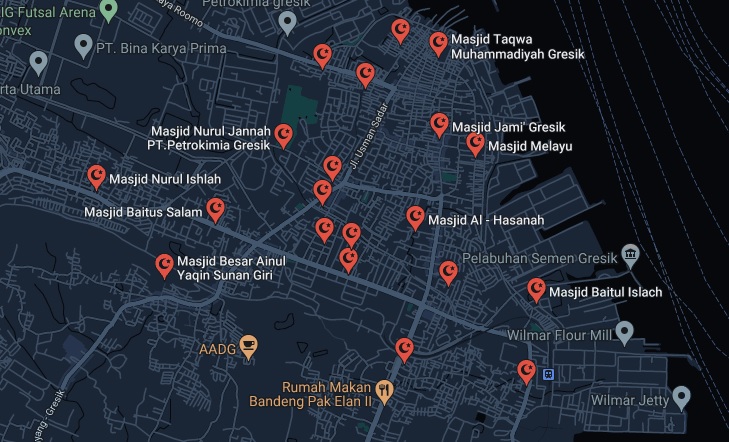 Petrokimia gresik
IG Futsal Arena
onvex
aya Roomo
PT. Bina Karya Prima
Masjid Taqwa
Muhammadiyah Gresik
rta Utama
Jl. Usman Sadar
Masjid Nurul Jannah
PT.Petrokimia Gresik
Masjid Jami' Gresik
Masjid Melayu
Masjid Nurul Ishlah
Masjid Baitus Salam
Masjid Al - Hasanah
Masjid Besar Ainul
Yaqin Sunan Giri
Pelabuhan Semen Gresik
Masjid Baitul Islach
Wilmar Flour Mill
AADG
Rumah Makan
Bandeng Pak Elan II
Wilmar Jetty
yang - Gresik